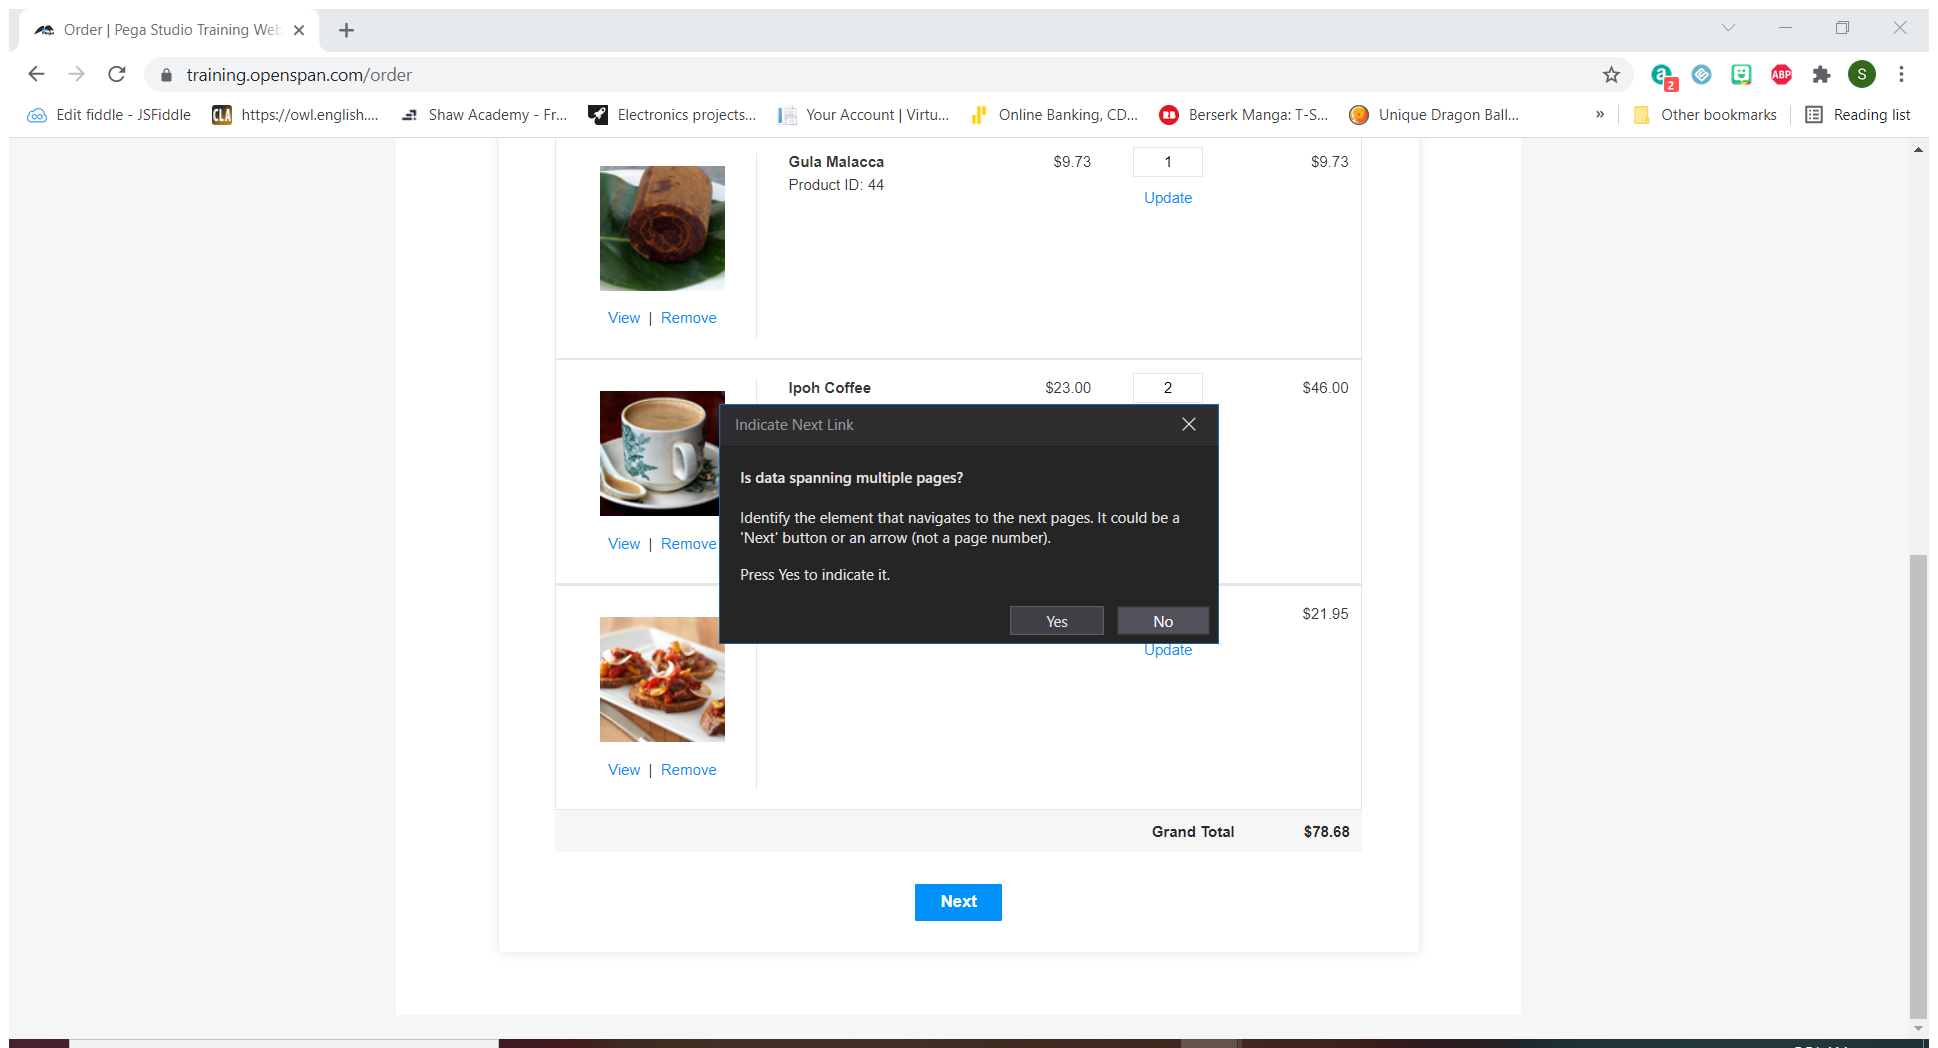 Order | Pega Studio Training Web
training.openspan.com/order
2
ABP
S
Edit fiddle - JSFiddle
CLA
https://owl.english....
Shaw Academy - Fr...
Electronics projects...
Your Account | Virtu...
Online Banking, CD...
RB
Berserk Manga: T-S...
Unique Dragon Ball...
»
Other bookmarks
Reading list
Gula Malacca $9.73 1 $9.73
Product ID: 44
Update
View | Remove
Ipoh Coffee $23.00 2 $46.00
View | Remove
Indicate Next Link
Is data spanning multiple pages?
Identify the element that navigates to the next pages. It could be a
'Next' button or an arrow (not a page number).
Press Yes to indicate it.
Yes No
$21.95
Update
View | Remove
Grand Total $78.68
Next